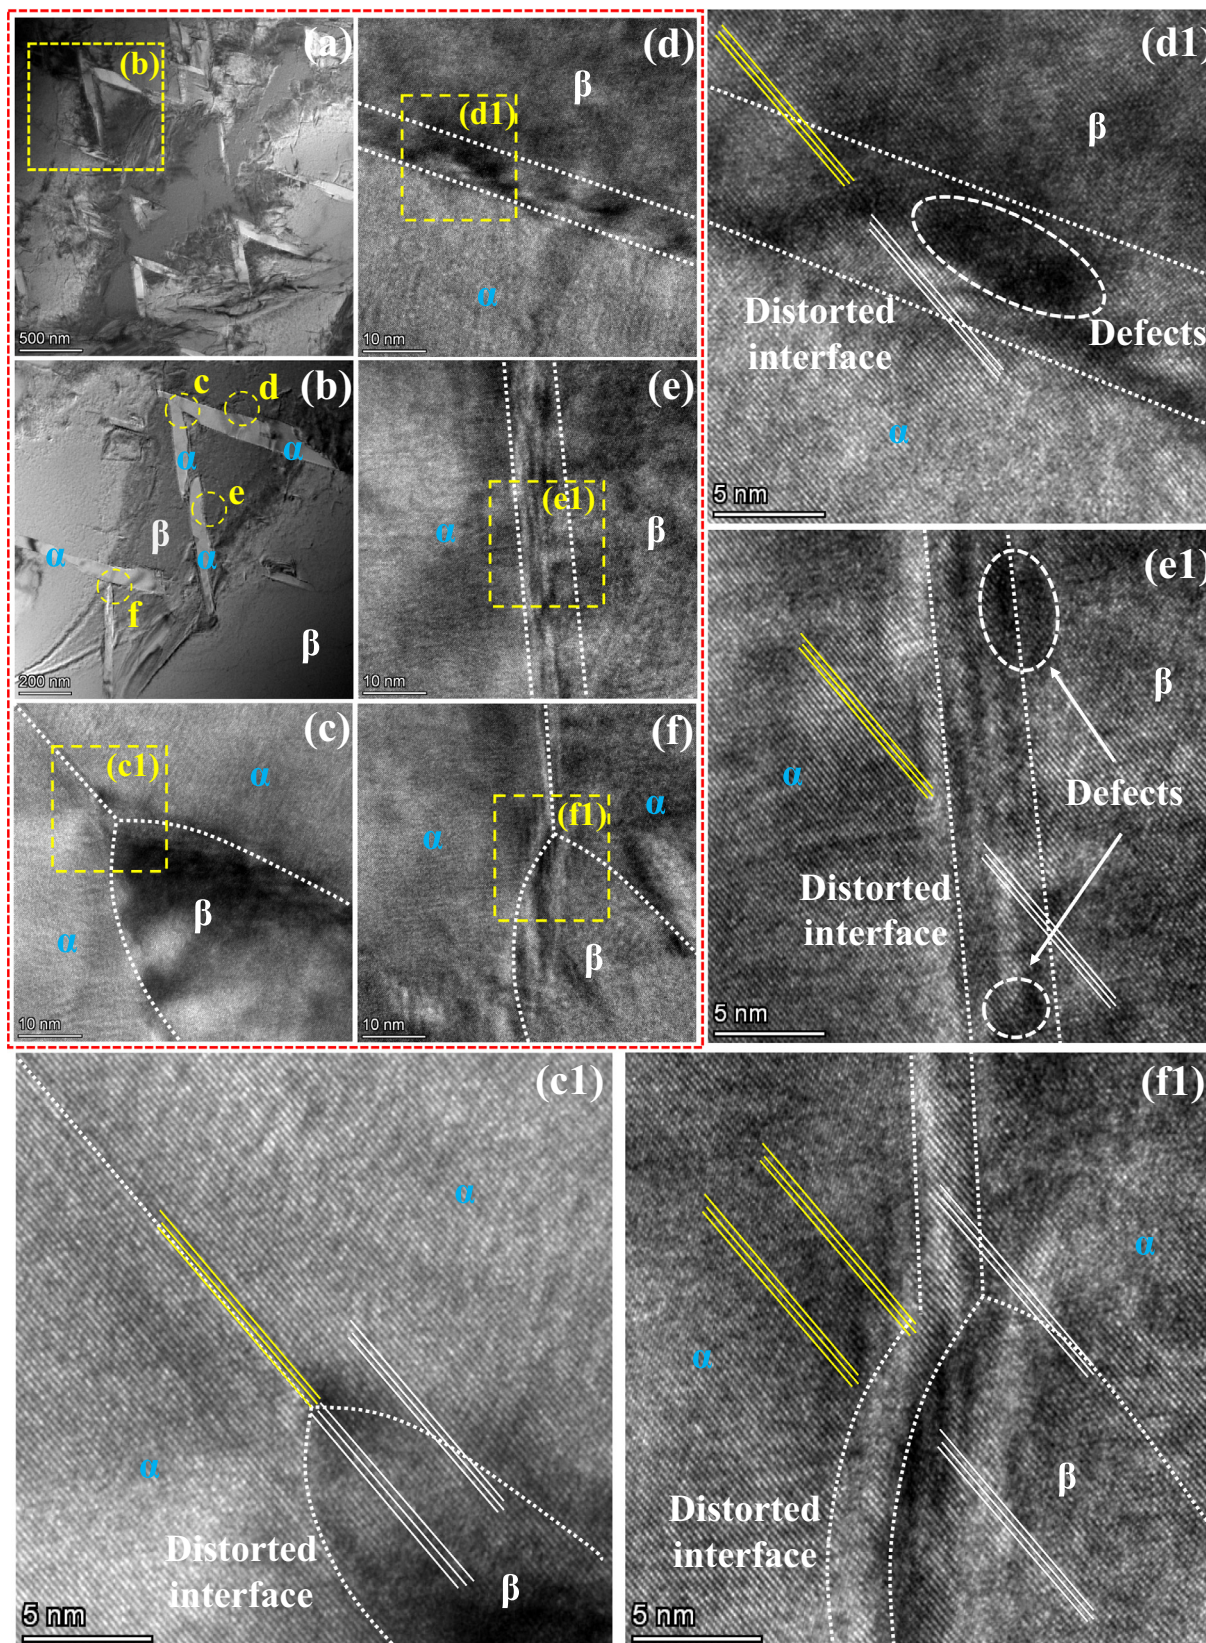 (a)
(b)
500 nm
(d)
β
(d1)
α
10 nm
(d1)
β
Distorted
interface
Defects
α
5 nm
(b)
c
d
α
α
e
β
α
α
f
β
200 nm
(e)
(e1)
α
β
10 nm
(e1)
β
α
Defects
Distorted
interface
5 nm
(c)
(c1)
α
β
α
10 nm
(f)
α
(f1)
α
β
10 nm
(c1)
α
α
Distorted
interface
β
5 nm
(f1)
α
α
β
Distorted
interface
5 nm